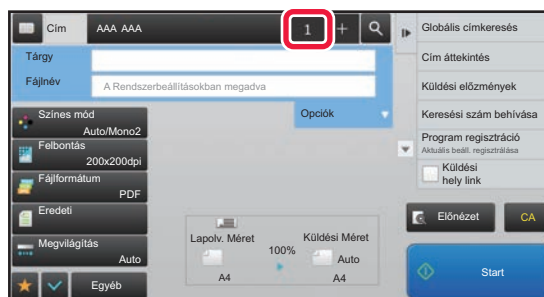 Cím
AAA AAA
1
+
Tárgy
Fájlnév
A Rendszerbeállításokban megadva
Opciók
Színes mód
Auto/Mono2
Felbontás
200x200dpi
Fájlformátum
PDF
Eredeti
Megvilágítás
Auto
Egyéb
Lapolv. Méret
A4
100%
Küldési Méret
Auto
A4
Globális címkeresés
Cím áttekintés
Küldési előzmények
Keresési szám behívása
Program regisztráció
Aktuális beáll. regisztrálása
Küldési
hely link
Előnézet
CA
Start